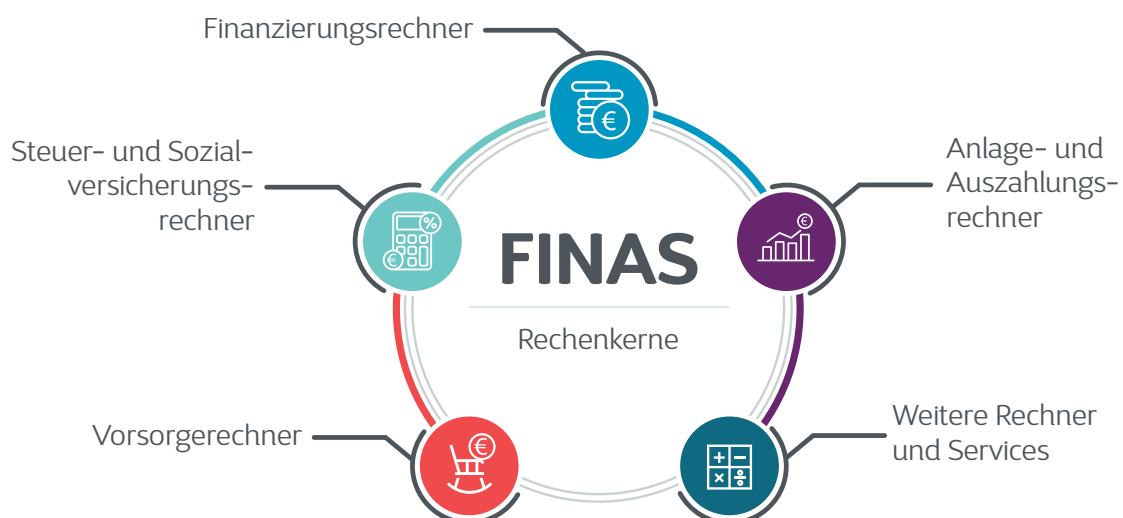 Finanzierungsrechner
Steuer- und Sozial-
versicherungs-
rechner
Anlage- und
Auszahlungs-
rechner
FINAS
Rechenkerne
Vorsorgerechner
Weitere Rechner
und Services